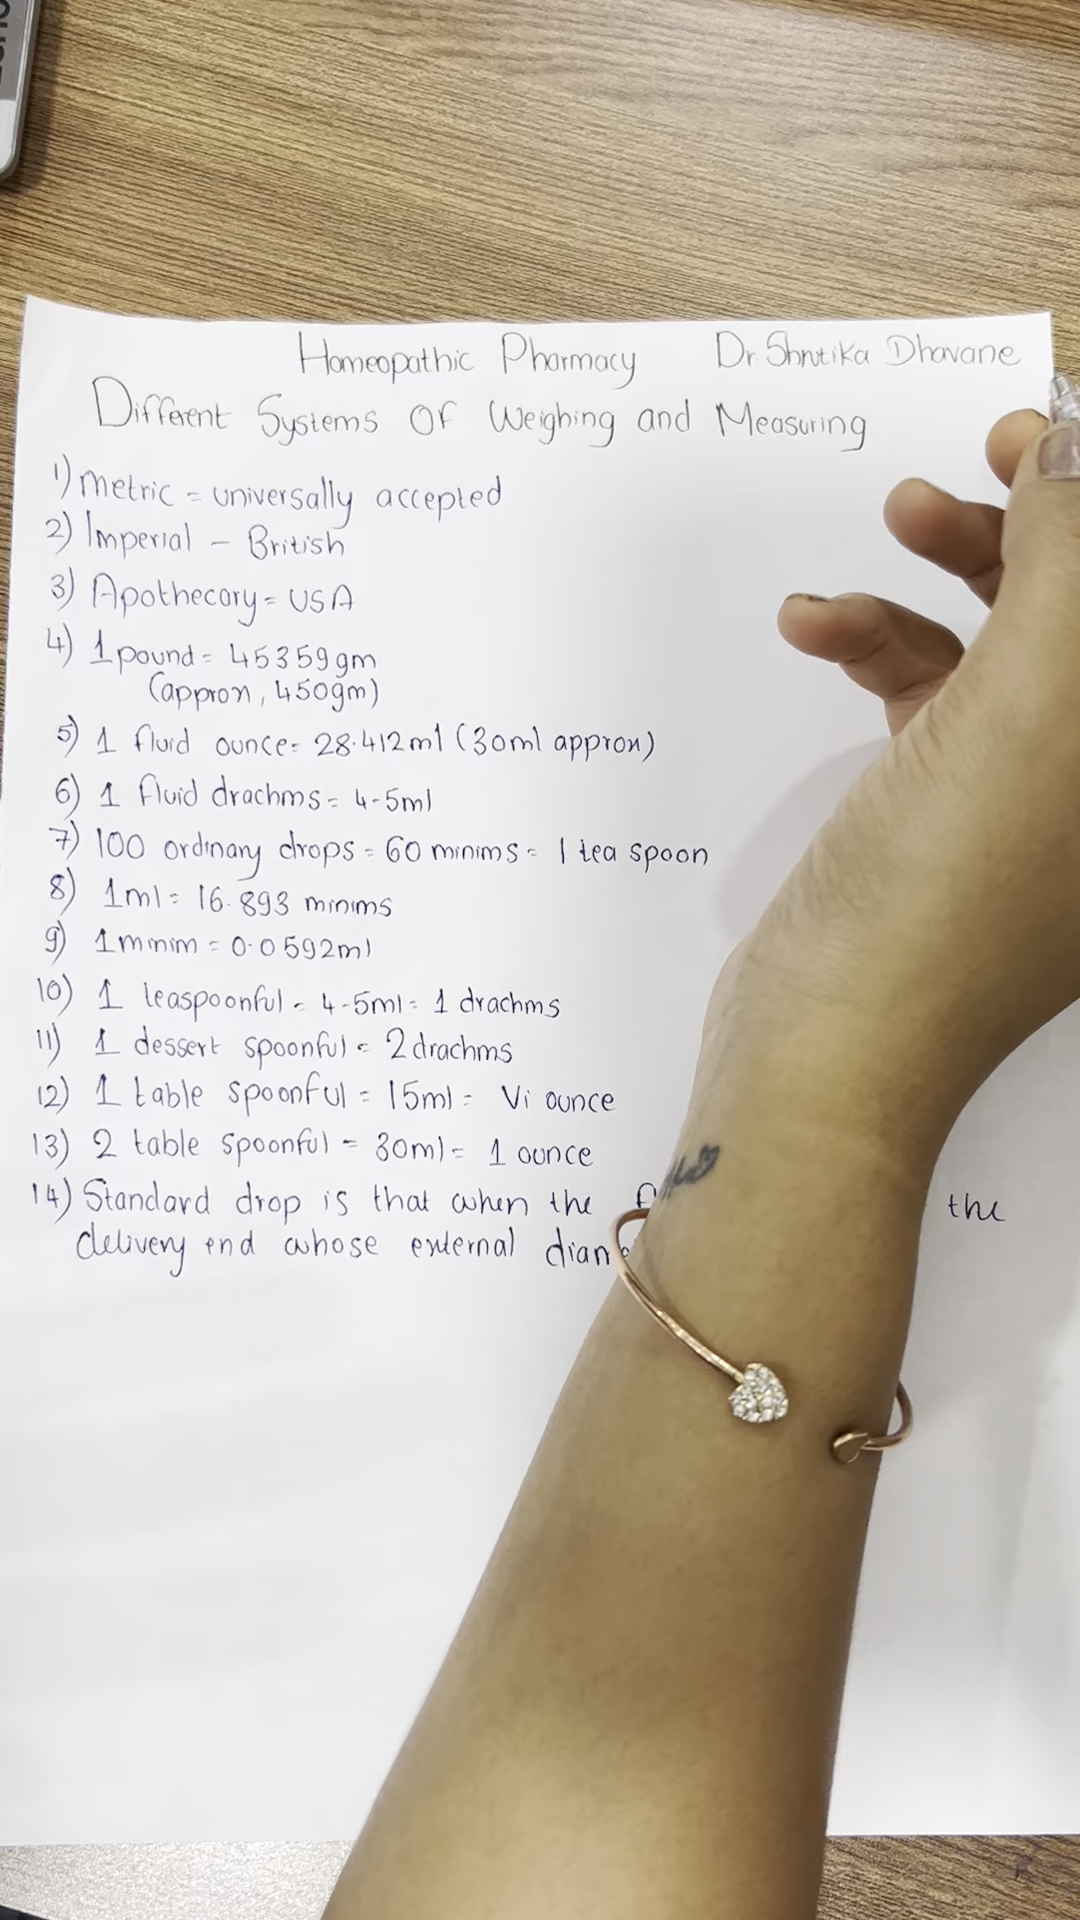 Homeopathic Pharmacy Dr. Shrutika Dhavane
Different Systems Of Weighing and Measuring
1) Metric = universally accepted
2) Imperial - British
3) Apothecary = USA
4) 1 pound = 45359gm
(approx, 450gm)
5) 1 fluid ounce = 28.412ml (30ml approx)
6) 1 fluid drachms = 4-5ml
7) 100 ordinary drops = 60 minims = 1 tea spoon
8) 1ml = 16.893 minims
9) 1 minim = 0.0592ml
10) 1 teaspoonful = 4-5ml = 1 drachms
11) 1 dessert spoonful = 2 drachms
12) 1 table spoonful = 15ml = Vi ounce
13) 2 table spoonful = 30ml = 1 ounce
14) Standard drop is that when the the
delivery end whose external